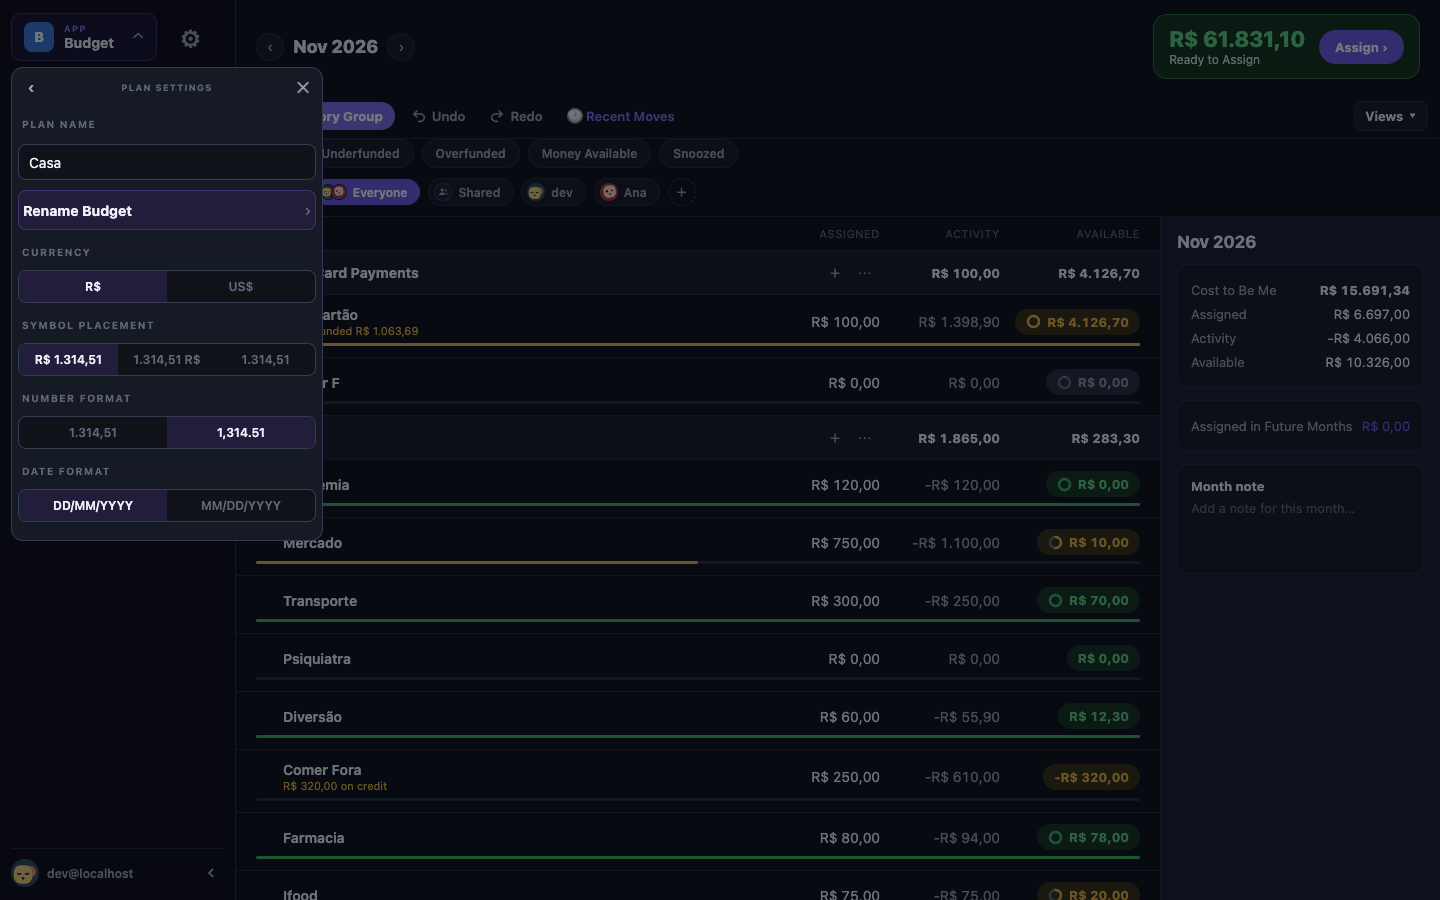 B
APP
Budget
Nov 2026
R$ 61.831,10
Ready to Assign
Assign ›
PLAN SETTINGS
PLAN NAME
Casa
Rename Budget
CURRENCY
R$ US$
SYMBOL PLACEMENT
R$ 1.314,51 1.314,51 R$ 1.314,51
NUMBER FORMAT
1.314,51 1,314.51
DATE FORMAT
DD/MM/YYYY MM/DD/YYYY
ory Group Undo Redo Recent Moves Views
Underfunded Overfunded Money Available Snoozed
Everyone Shared dev Ana +
ASSIGNED ACTIVITY AVAILABLE
ard Payments + ... R$ 100,00 R$ 4.126,70
artão R$ 100,00 R$ 1.398,90 R$ 4.126,70
unded R$ 1.063,69
r F R$ 0,00 R$ 0,00 R$ 0,00
+ ... R$ 1.865,00 R$ 283,30
emia R$ 120,00 -R$ 120,00 R$ 0,00
Mercado R$ 750,00 -R$ 1.100,00 R$ 10,00
Transporte R$ 300,00 -R$ 250,00 R$ 70,00
Psiquiatra R$ 0,00 R$ 0,00 R$ 0,00
Diversão R$ 60,00 -R$ 55,90 R$ 12,30
Comer Fora R$ 250,00 -R$ 610,00 -R$ 320,00
R$ 320,00 on credit
Farmacia R$ 80,00 -R$ 94,00 R$ 78,00
Ifood R$ 75,00 -R$ 75,00 R$ 20,00
Nov 2026
Cost to Be Me R$ 15.691,34
Assigned R$ 6.697,00
Activity -R$ 4.066,00
Available R$ 10.326,00
Assigned in Future Months R$ 0,00
Month note
Add a note for this month...
dev@localhost